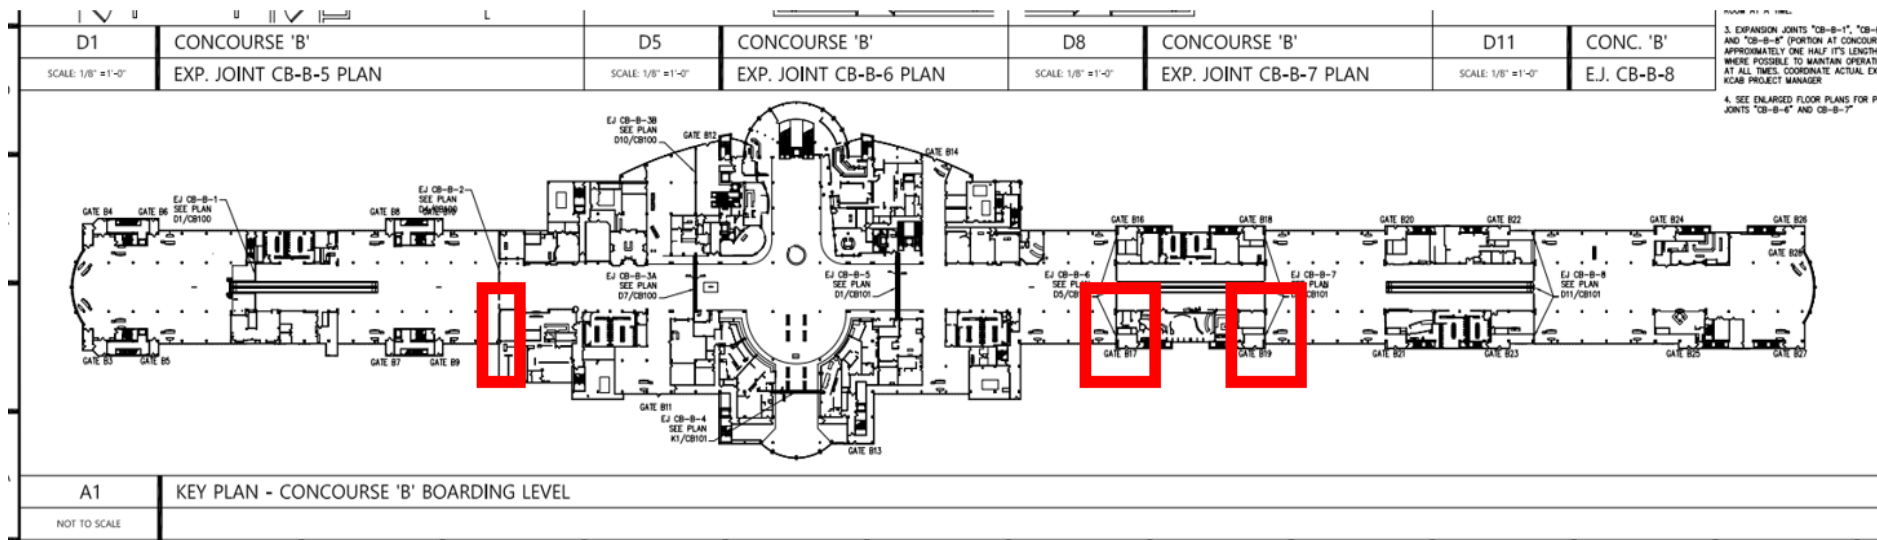 ROOM AT A TIME.
3. EXPANSION JOINTS "CB-B-1", "CB-
AND "CB-B-8" (PORTION AT CONCOUR
APPROXIMATELY ONE HALF IT'S LENGTH
WHERE POSSIBLE TO MAINTAIN OPERATI
AT ALL TIMES. COORDINATE ACTUAL EX
KCAB PROJECT MANAGER
4. SEE ENLARGED FLOOR PLANS FOR P
JOINTS "CB-B-6" AND CB-B-7"
D1 CONCOURSE 'B'
SCALE: 1/8" =1'-0" EXP. JOINT CB-B-5 PLAN
D5 CONCOURSE 'B'
SCALE: 1/8" =1'-0" EXP. JOINT CB-B-6 PLAN
D8 CONCOURSE 'B'
SCALE: 1/8" =1'-0" EXP. JOINT CB-B-7 PLAN
D11 CONC. 'B'
SCALE: 1/8" =1'-0" E.J. CB-B-8
EJ CB-B-3B
SEE PLAN
D10/CB100
GATE B12
GATE B14
EJ CB-B-1
SEE PLAN
D1/CB100
EJ CB-B-2
SEE PLAN
GATE B4
GATE B6
GATE B8
GATE B16
GATE B18
GATE B20
GATE B22
GATE B24
GATE B26
GATE B28
EJ CB-B-3A
SEE PLAN
D7/CB100
EJ CB-B-5
SEE PLAN
D1/CB101
EJ CB-B-6
SEE PLAN
EJ CB-B-7
PLAN
EJ CB-B-8
SEE PLAN
D11/CB101
GATE B3
GATE B5
GATE B7
GATE B9
GATE B17
GATE B19
GATE B21
GATE B23
GATE B25
GATE B27
GATE B11
EJ CB-B-4
SEE PLAN
K1/CB101
GATE B13
A1 KEY PLAN - CONCOURSE 'B' BOARDING LEVEL
NOT TO SCALE